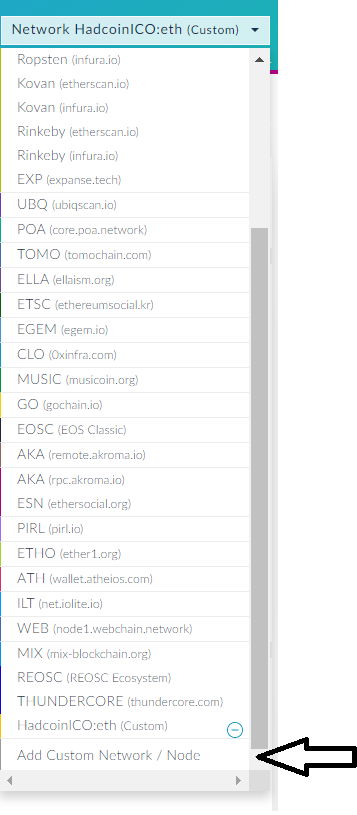 Network HadcoinICO:eth (Custom)
Ropsten (infura.io)
Kovan (etherscan.io)
Kovan (infura.io)
Rinkeby (etherscan.io)
Rinkeby (infura.io)
EXP (expanse.tech)
UBQ (ubiqscan.io)
POA (core.poa.network)
TOMO (tomochain.com)
ELLA (ellaism.org)
ETSC (ethereumsocial.kr)
EGEM (egem.io)
CLO (0xinfra.com)
MUSIC (musicoin.org)
GO (gochain.io)
EOSC (EOS Classic)
AKA (remote.akroma.io)
AKA (rpc.akroma.io)
ESN (ethersocial.org)
PIRL (pirl.io)
ETHO (ether1.org)
ATH (wallet.atheios.com)
ILT (net.iolite.io)
WEB (node1.webchain.network)
MIX (mix-blockchain.org)
REOSC (REOSC Ecosystem)
THUNDERCORE (thundercore.com)
HadcoinICO:eth (Custom)
Add Custom Network / Node